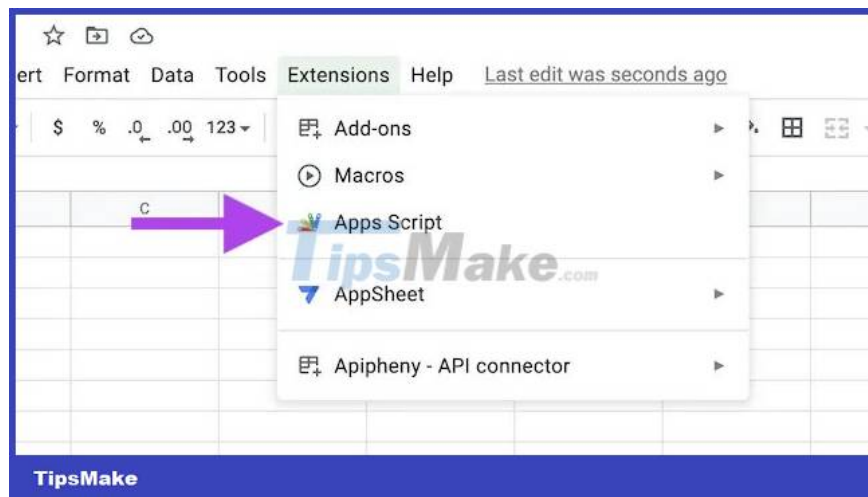 ert Format Data Tools Extensions Help Last edit was seconds ago
$ % .0 .00 123
Add-ons
Macros
C
Apps Script
TipsMake.com
AppSheet
Apipheny - API connector
TipsMake